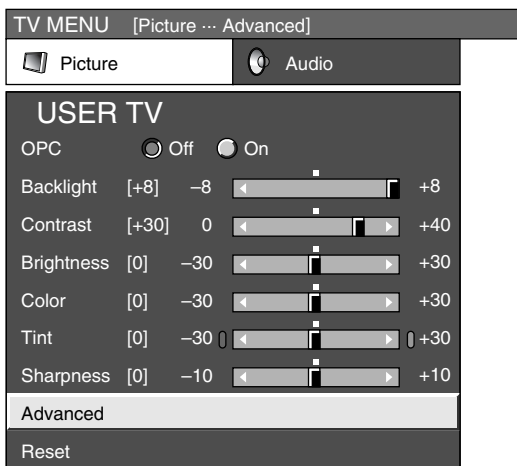 TV MENU [Picture ··· Advanced]
Picture Audio
USER TV
OPC Off On
Backlight [+8] –8 +8
Contrast [+30] 0 +40
Brightness [0] –30 +30
Color [0] –30 +30
Tint [0] –30 +30
Sharpness [0] –10 +10
Advanced
Reset